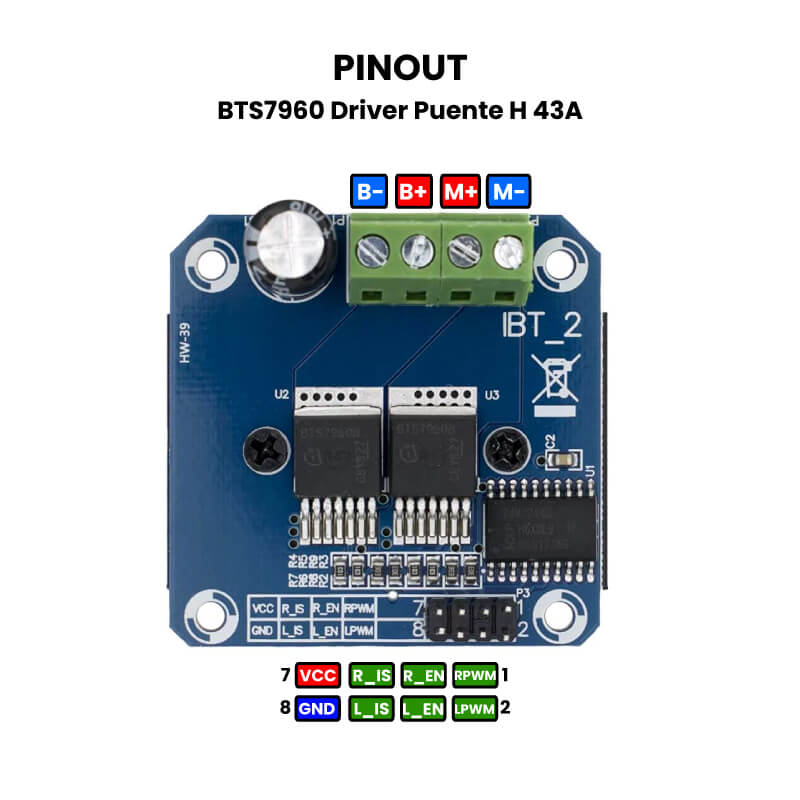 PINOUT
BTS7960 Driver Puente H 43A
B- B+ M+ M-
IBT_2
HW-39
U2 U3
BTS7960B BTS7960B
C2
U1
R4 R5 R9 R3
R7 R6 R8 R2
P3
VCC R_IS R_EN RPWM 7 1
GND L_IS L_EN LPWM 8 2
7 VCC R_IS R_EN RPWM 1
8 GND L_IS L_EN LPWM 2